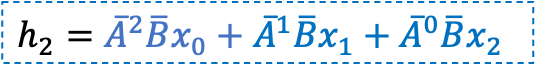 h₂ = Ā²B̄x₀ + Ā¹B̄x₁ + Ā⁰B̄x₂